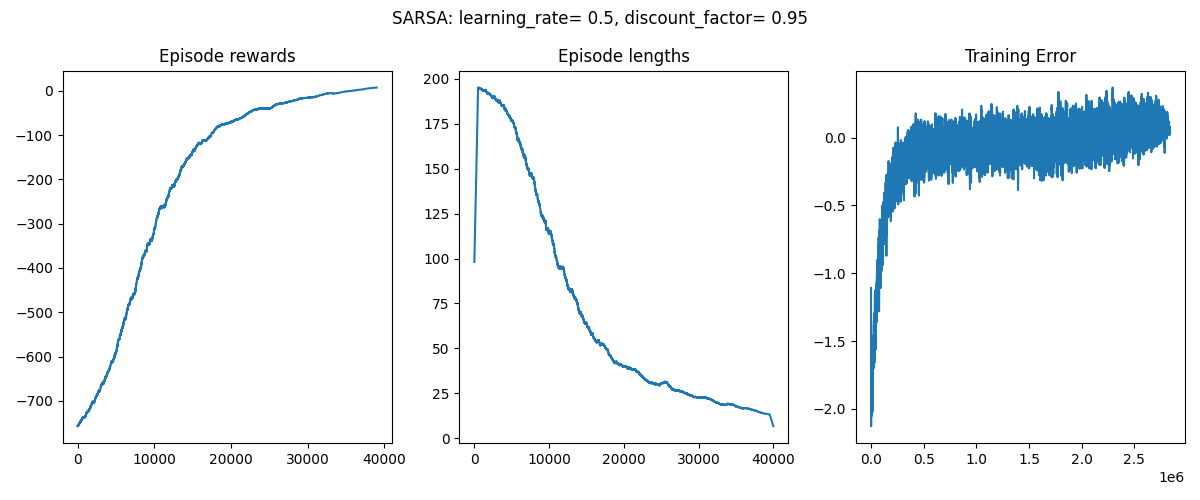 SARSA: learning_rate= 0.5, discount_factor= 0.95
Episode rewards
0
−100
−200
−300
−400
−500
−600
−700
0 10000 20000 30000 40000
Episode lengths
200
175
150
125
100
75
50
25
0
0 10000 20000 30000 40000
Training Error
0.0
−0.5
−1.0
−1.5
−2.0
0.0 0.5 1.0 1.5 2.0 2.5
1e6